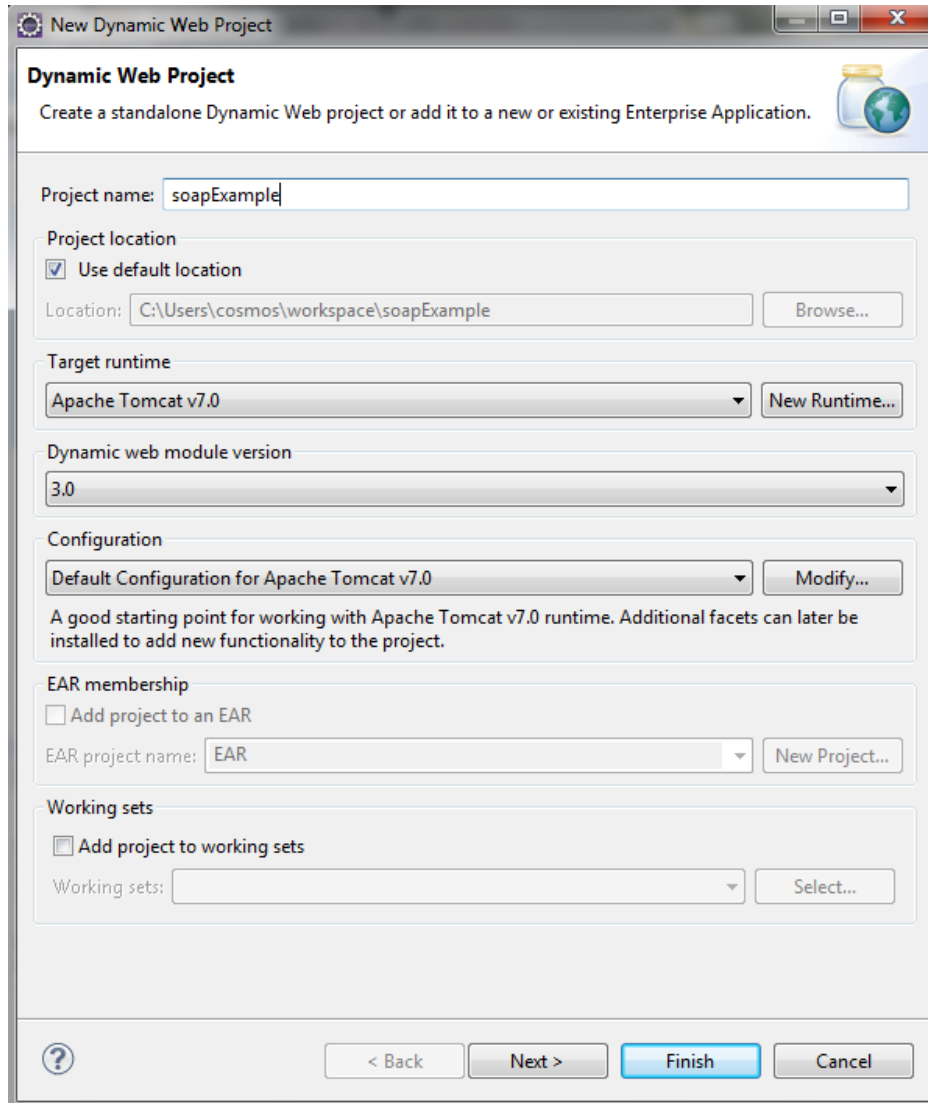 New Dynamic Web Project
Dynamic Web Project
Create a standalone Dynamic Web project or add it to a new or existing Enterprise Application.
Project name: soapExample
Project location
Use default location
Location: C:\Users\cosmos\workspace\soapExample Browse...
Target runtime
Apache Tomcat v7.0 New Runtime...
Dynamic web module version
3.0
Configuration
Default Configuration for Apache Tomcat v7.0 Modify...
A good starting point for working with Apache Tomcat v7.0 runtime. Additional facets can later be
installed to add new functionality to the project.
EAR membership
Add project to an EAR
EAR project name: EAR New Project...
Working sets
Add project to working sets
Working sets: Select...
? < Back Next > Finish Cancel